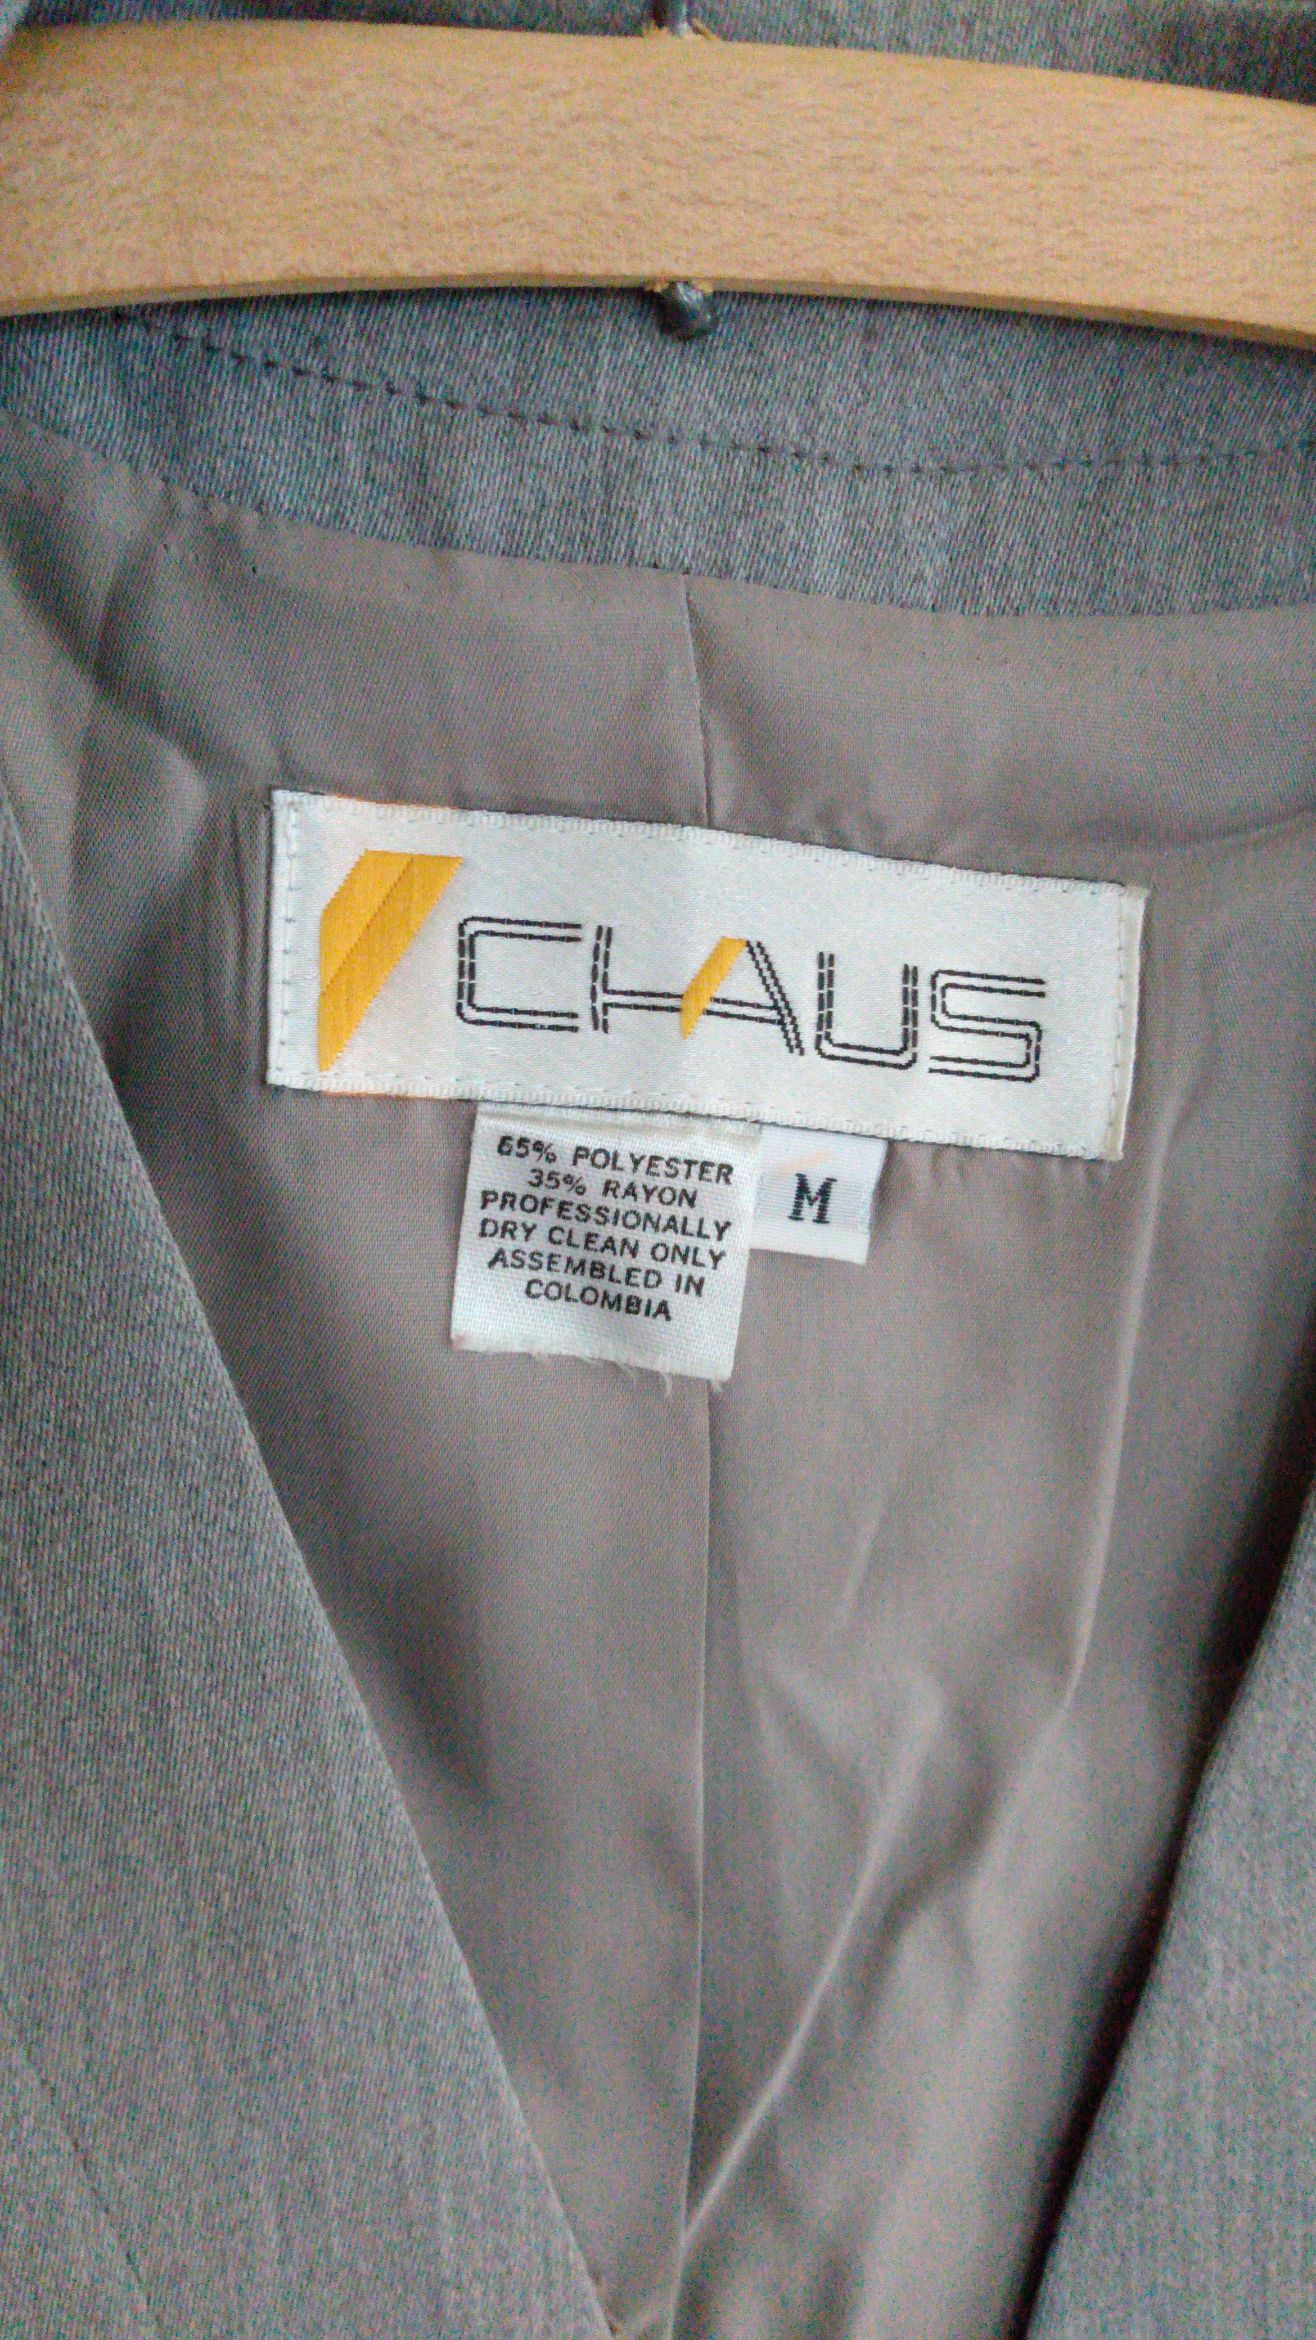 CHAUS
65% POLYESTER
35% RAYON
PROFESSIONALLY
DRY CLEAN ONLY
ASSEMBLED IN
COLOMBIA
M